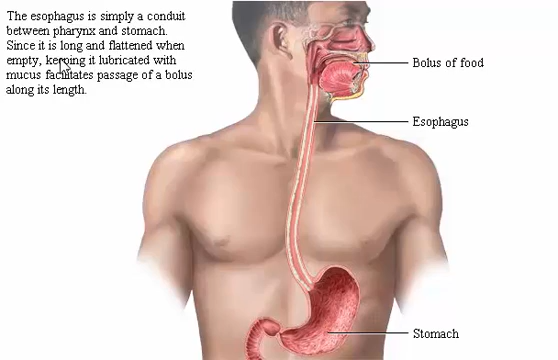 The esophagus is simply a conduit
between pharynx and stomach.
Since it is long and flattened when
empty, keeping it lubricated with
mucus facilitates passage of a bolus
along its length.
Bolus of food
Esophagus
Stomach